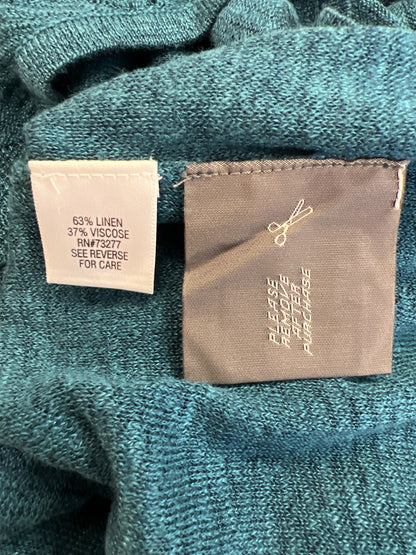 63% LINEN
37% VISCOSE
RN#73277
SEE REVERSE
FOR CARE
PLEASE
REMOVE
AFTER
PURCHASE